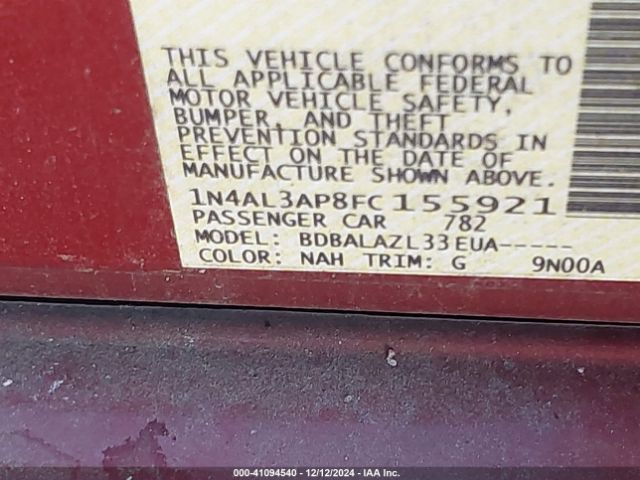 THIS VEHICLE CONFORMS TO
ALL APPLICABLE FEDERAL
MOTOR VEHICLE SAFETY,
BUMPER, AND THEFT
PREVENTION STANDARDS IN
EFFECT ON THE DATE OF
MANUFACTURE SHOWN ABOVE.
1N4AL3AP8FC155921
PASSENGER CAR 782
MODEL: BDBALAZL33EUA-----
COLOR: NAH TRIM: G 9N00A
000-41094540 - 12/12/2024 - IAA Inc.